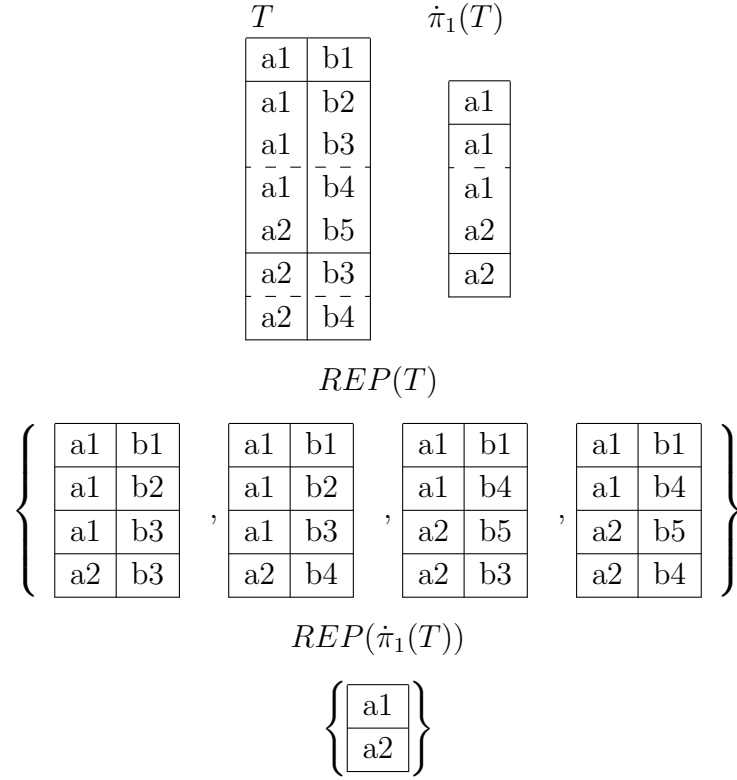 T π̇₁(T)
a1 b1
a1 b2 a1
a1 b3 a1
a1 b4 a1
a2 b5 a2
a2 b3 a2
a2 b4
REP(T)
{ a1 b1 , a1 b1 , a1 b1 , a1 b1 }
a1 b2 a1 b2 a1 b4 a1 b4
a1 b3 a1 b3 a2 b5 a2 b5
a2 b3 a2 b4 a2 b3 a2 b4
REP(π̇₁(T))
{ a1 }
a2